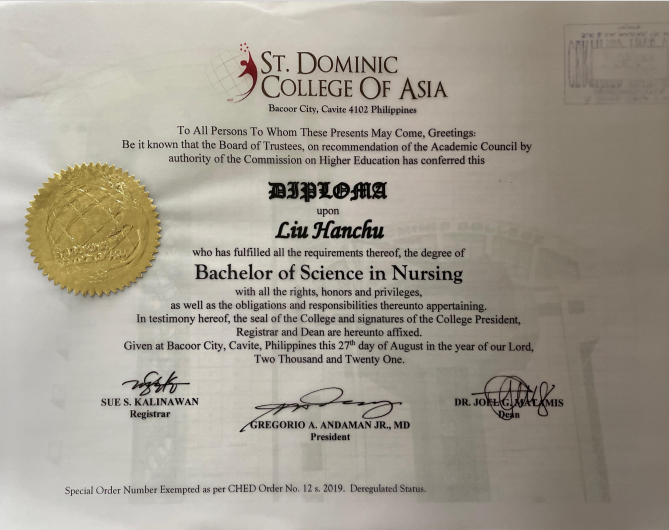 ST. DOMINIC
COLLEGE OF ASIA
Bacoor City, Cavite 4102 Philippines
To All Persons To Whom These Presents May Come, Greetings:
Be it known that the Board of Trustees, on recommendation of the Academic Council by
authority of the Commission on Higher Education has conferred this
DIPLOMA
upon
Liu Hanchu
who has fulfilled all the requirements thereof, the degree of
Bachelor of Science in Nursing
with all the rights, honors and privileges,
as well as the obligations and responsibilities thereunto appertaining.
In testimony hereof, the seal of the College and signatures of the College President,
Registrar and Dean are hereunto affixed.
Given at Bacoor City, Cavite, Philippines this 27th day of August in the year of our Lord,
Two Thousand and Twenty One.
SUE S. KALINAWAN
Registrar
GREGORIO A. ANDAMAN JR., MD
President
DR. JOEL G. MATAMIS
Dean
Special Order Number Exempted as per CHED Order No. 12 s. 2019. Deregulated Status.